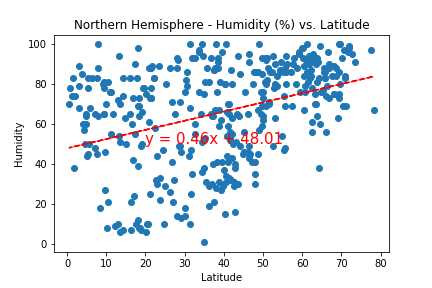 Northern Hemisphere - Humidity (%) vs. Latitude
100
80
60
40
20
0
Humidity
y = 0.46x + 48.01
0 10 20 30 40 50 60 70 80
Latitude